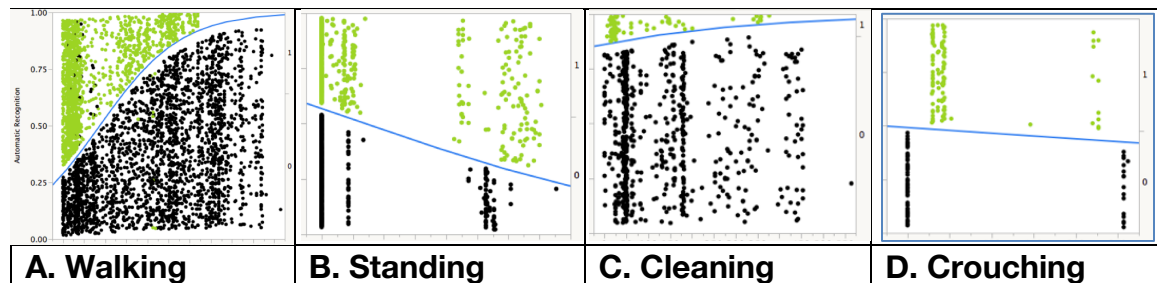 1.00
0.75
0.50
0.25
0.00
Automatic Recognition
1
0
1
0
1
0
1
0
A. Walking
B. Standing
C. Cleaning
D. Crouching